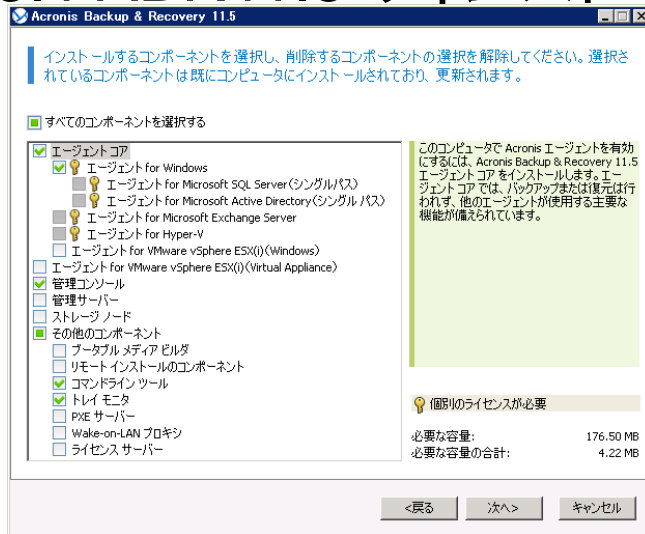 Acronis Backup & Recovery 11.5
インストールするコンポーネントを選択し、削除するコンポーネントの選択を解除してください。選択さ
れているコンポーネントは既にコンピュータにインストールされており、更新されます。
すべてのコンポーネントを選択する
エージェント コア
エージェント for Windows
エージェント for Microsoft SQL Server（シングルパス）
エージェント for Microsoft Active Directory（シングル パス）
エージェント for Microsoft Exchange Server
エージェント for Hyper-V
エージェント for VMware vSphere ESX(i)（Windows）
エージェント for VMware vSphere ESX(i)（Virtual Appliance）
管理コンソール
管理サーバー
ストレージ ノード
その他のコンポーネント
ブータブル メディア ビルダ
リモート インストールのコンポーネント
コマンドライン ツール
トレイ モニタ
PXE サーバー
Wake-on-LAN プロキシ
ライセンス サーバー
このコンピュータで Acronis エージェントを有効
にするには、Acronis Backup & Recovery 11.5
エージェント コア をインストールします。エー
ジェント コア では、バックアップまたは復元は行
われず、他のエージェントが使用する主要な
機能が備えられています。
個別のライセンスが必要
必要な容量: 176.50 MB
必要な容量の合計: 4.22 MB
<戻る 次へ> キャンセル